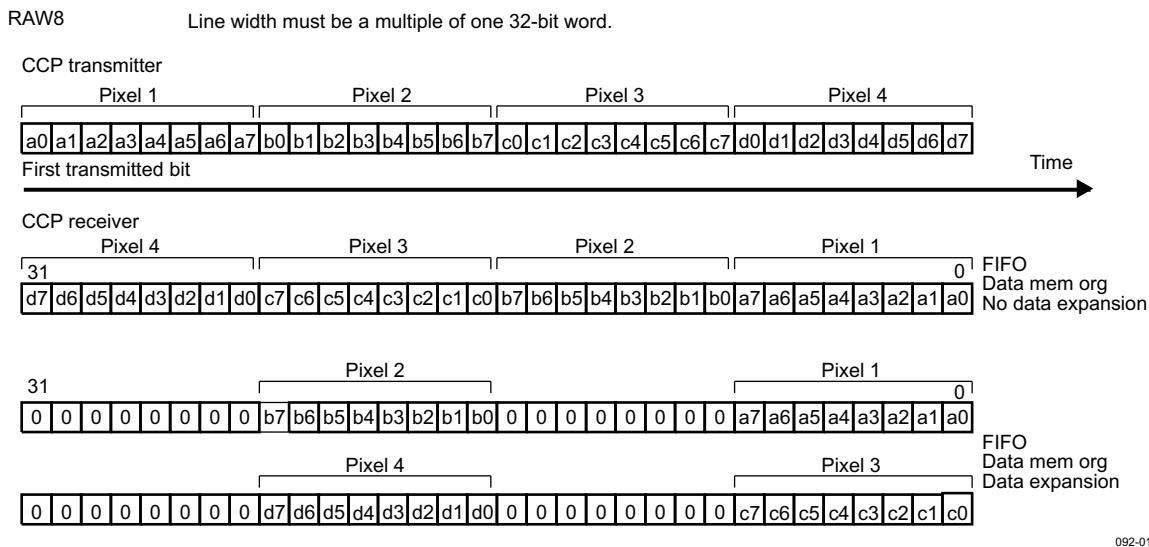 RAW8 Line width must be a multiple of one 32-bit word.
CCP transmitter
Pixel 1 Pixel 2 Pixel 3 Pixel 4
a0 a1 a2 a3 a4 a5 a6 a7 b0 b1 b2 b3 b4 b5 b6 b7 c0 c1 c2 c3 c4 c5 c6 c7 d0 d1 d2 d3 d4 d5 d6 d7
First transmitted bit Time
CCP receiver
Pixel 4 Pixel 3 Pixel 2 Pixel 1
31 0
d7 d6 d5 d4 d3 d2 d1 d0 c7 c6 c5 c4 c3 c2 c1 c0 b7 b6 b5 b4 b3 b2 b1 b0 a7 a6 a5 a4 a3 a2 a1 a0
FIFO
Data mem org
No data expansion
Pixel 2 Pixel 1
31 0
0 0 0 0 0 0 0 0 b7 b6 b5 b4 b3 b2 b1 b0 0 0 0 0 0 0 0 0 a7 a6 a5 a4 a3 a2 a1 a0
FIFO
Data mem org
Data expansion
Pixel 4 Pixel 3
0 0 0 0 0 0 0 0 d7 d6 d5 d4 d3 d2 d1 d0 0 0 0 0 0 0 0 0 c7 c6 c5 c4 c3 c2 c1 c0
092-01